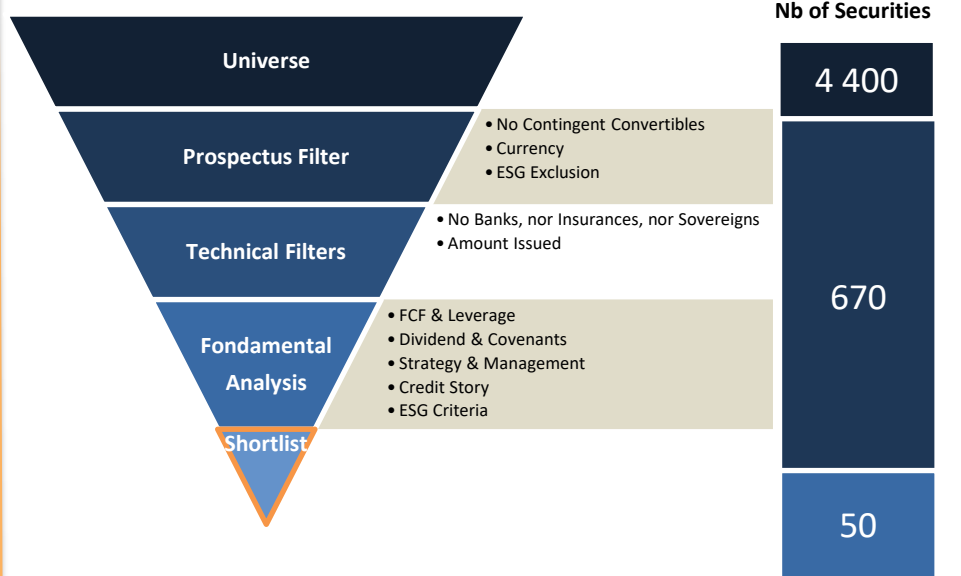 Nb of Securities
Universe
4 400
Prospectus Filter
• No Contingent Convertibles
• Currency
• ESG Exclusion
Technical Filters
• No Banks, nor Insurances, nor Sovereigns
• Amount Issued
670
Fondamental
Analysis
• FCF & Leverage
• Dividend & Covenants
• Strategy & Management
• Credit Story
• ESG Criteria
Shortlist
50